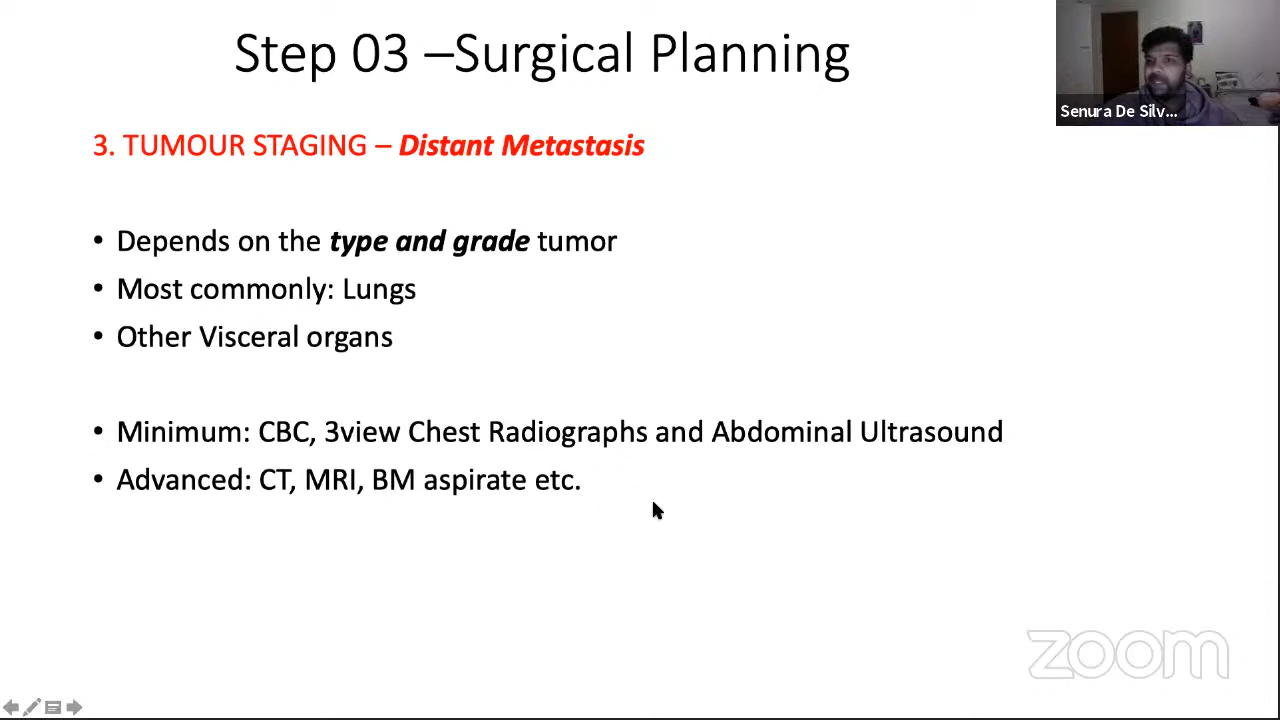 Step 03 –Surgical Planning
Senura De Silv...
3. TUMOUR STAGING – Distant Metastasis
• Depends on the type and grade tumor
• Most commonly: Lungs
• Other Visceral organs
• Minimum: CBC, 3view Chest Radiographs and Abdominal Ultrasound
• Advanced: CT, MRI, BM aspirate etc.
zoom